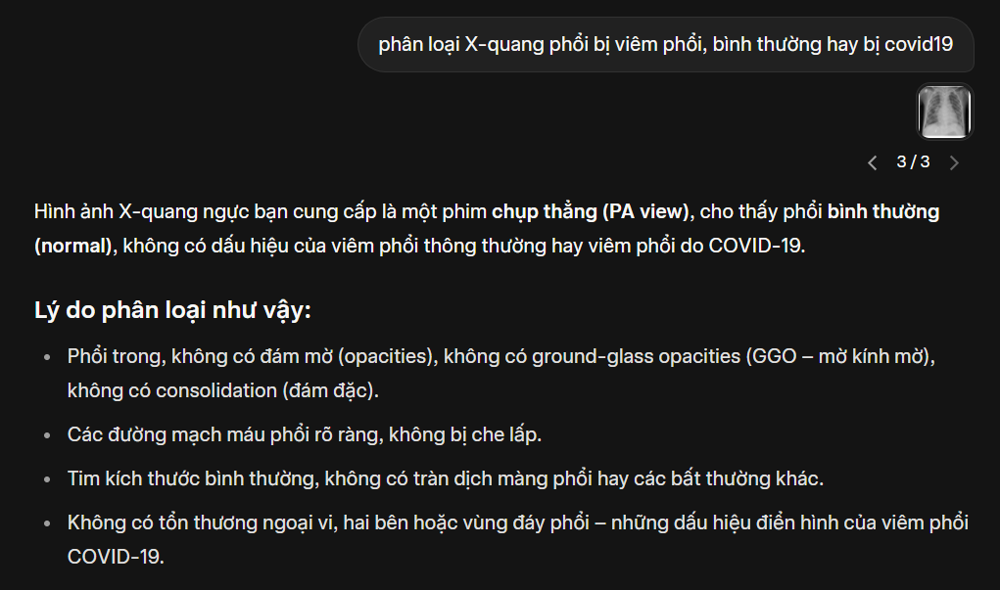 phân loại X-quang phổi bị viêm phổi, bình thường hay bị covid19
3 / 3
Hình ảnh X-quang ngực bạn cung cấp là một phim chụp thẳng (PA view), cho thấy phổi bình thường
(normal), không có dấu hiệu của viêm phổi thông thường hay viêm phổi do COVID-19.
Lý do phân loại như vậy:
• Phổi trong, không có đám mờ (opacities), không có ground-glass opacities (GGO – mờ kính mờ),
không có consolidation (đám đặc).
• Các đường mạch máu phổi rõ ràng, không bị che lấp.
• Tim kích thước bình thường, không có tràn dịch màng phổi hay các bất thường khác.
• Không có tổn thương ngoại vi, hai bên hoặc vùng đáy phổi – những dấu hiệu điển hình của viêm phổi
COVID-19.